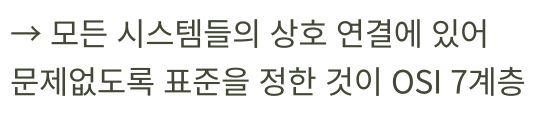 → 모든 시스템들의 상호 연결에 있어
문제없도록 표준을 정한 것이 OSI 7계층